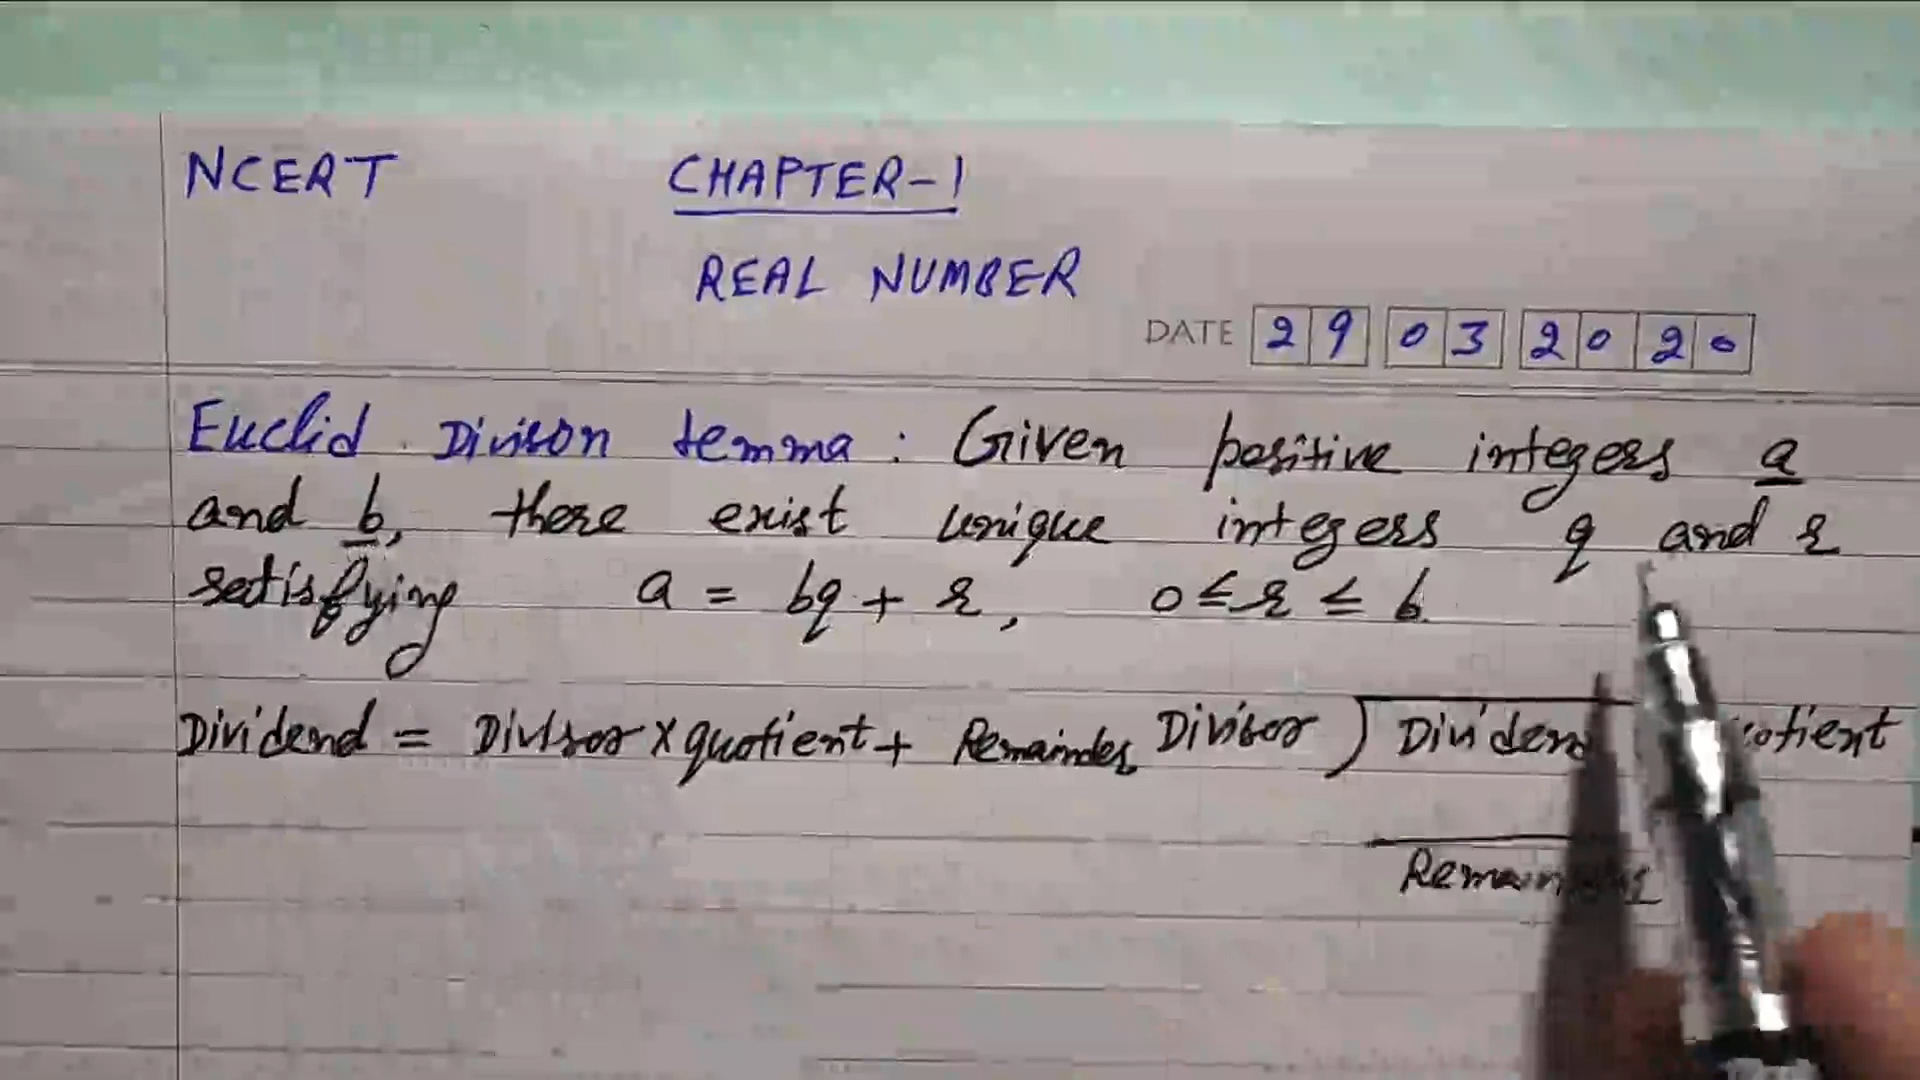 NCERT CHAPTER-1
REAL NUMBER
DATE 29 03 2020
Euclid Divison lemma : Given positive integers a
and b, there exist unique integers q and r
satisfying a = bq + r, 0 ≤ r ≤ b.
Dividend = Divisor x quotient + Remainder Divisor ) Dividend
Remainder